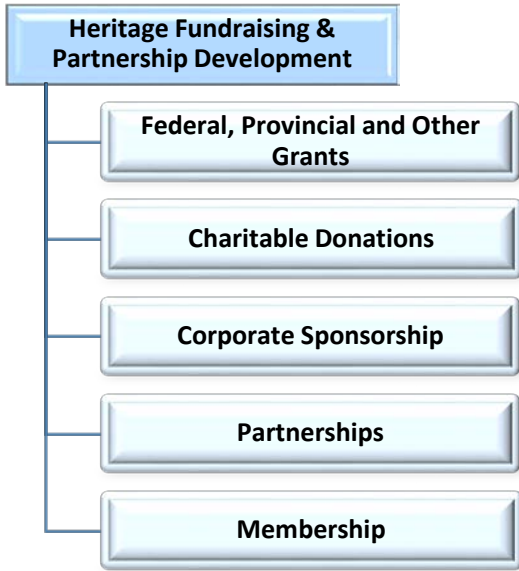 Heritage Fundraising &
Partnership Development
Federal, Provincial and Other
Grants
Charitable Donations
Corporate Sponsorship
Partnerships
Membership